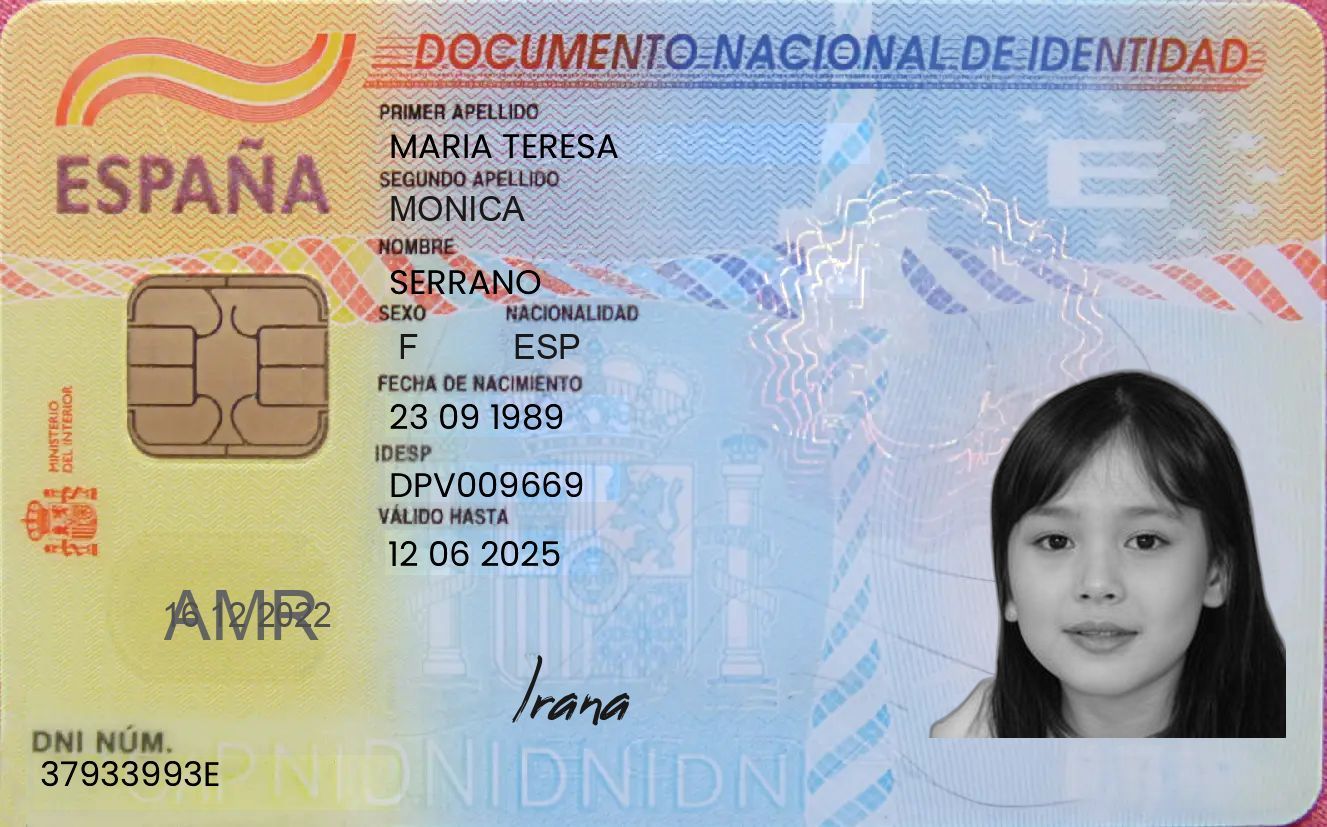 DOCUMENTO NACIONAL DE IDENTIDAD
ESPAÑA
PRIMER APELLIDO
MARIA TERESA
SEGUNDO APELLIDO
MONICA
NOMBRE
SERRANO
SEXO NACIONALIDAD
F ESP
FECHA DE NACIMIENTO
23 09 1989
IDESP
DPV009669
VÁLIDO HASTA
12 06 2025
MINISTERIO
DEL INTERIOR
E
AMR
16 12 2022
Irana
DNI NÚM.
37933993E
DNIDNIDNIDN